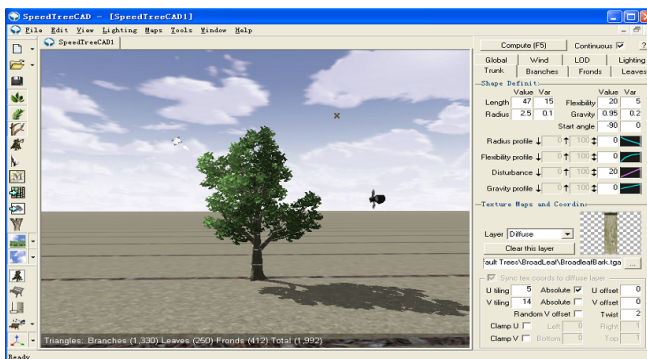 SpeedTreeCAD - [SpeedTreeCAD1]
File Edit View Lighting Maps Tools Window Help
SpeedTreeCAD1
Compute (F5) Continuous ?
Global Wind LOD Lighting
Trunk Branches Fronds Leaves
Shape Definit:
Value Var Value Var
Length 47 15 Flexibility 20 5
Radius 2.5 0.1 Gravity 0.95 0.2
Start angle -90 0
Radius profile 0 100 0
Flexibility profile 0 100 0
Disturbance 0 100 20
Gravity profile 0 100 0
Texture Maps and Coordin:
Layer Diffuse
Clear this layer
'ault Trees\BroadLeaf\BroadleafBark.tga ...
Sync tex coords to diffuse layer
U tiling 5 Absolute U offset 0
V tiling 14 Absolute V offset 0
Random V offset Twist 2
Clamp U Left 0 Right 1
Clamp V Bottom 0 Top 1
Triangles: Branches (1,330) Leaves (250) Fronds (412) Total (1,992)
Ready